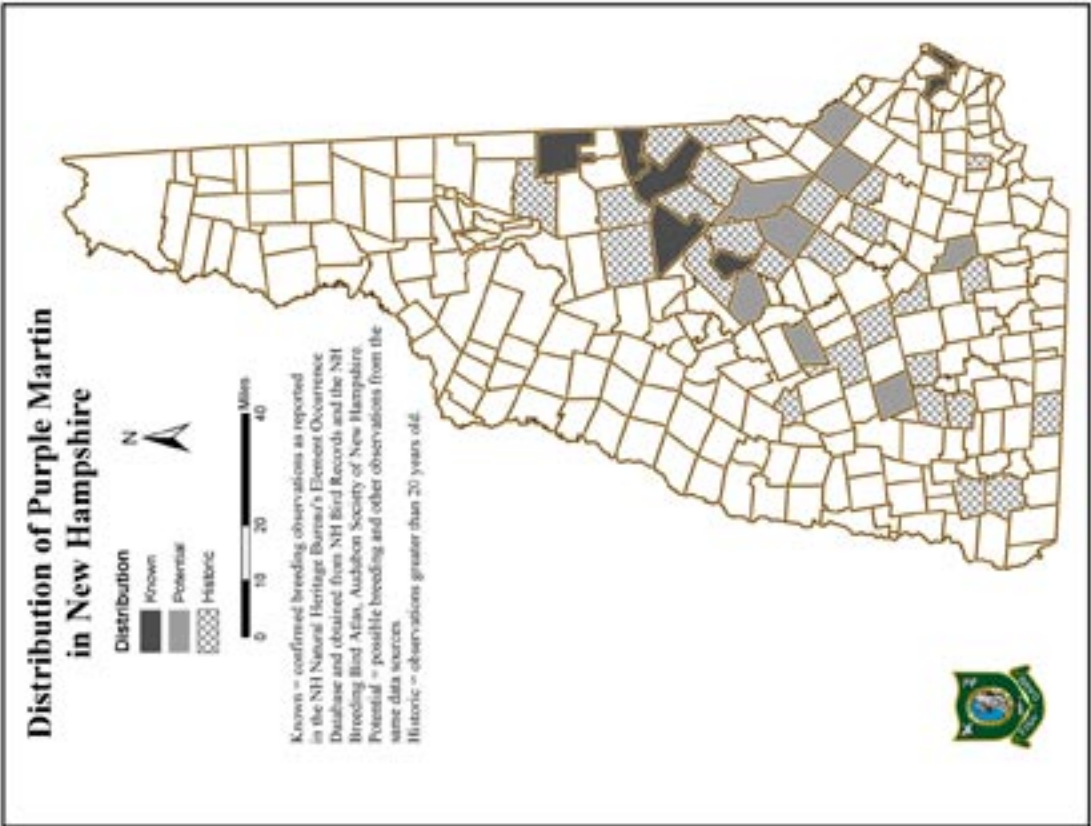 Distribution of Purple Martin
in New Hampshire
N
Distribution
Known
Potential
Historic
0 10 20 40
Miles
Known = confirmed breeding observations as reported
in the NH Natural Heritage Bureau's Element Occurrence
Database and obtained from NH Bird Records and the NH
Breeding Bird Atlas, Audubon Society of New Hampshire.
Potential = possible breeding and other observations from the
same data sources.
Historic = observations greater than 20 years old.